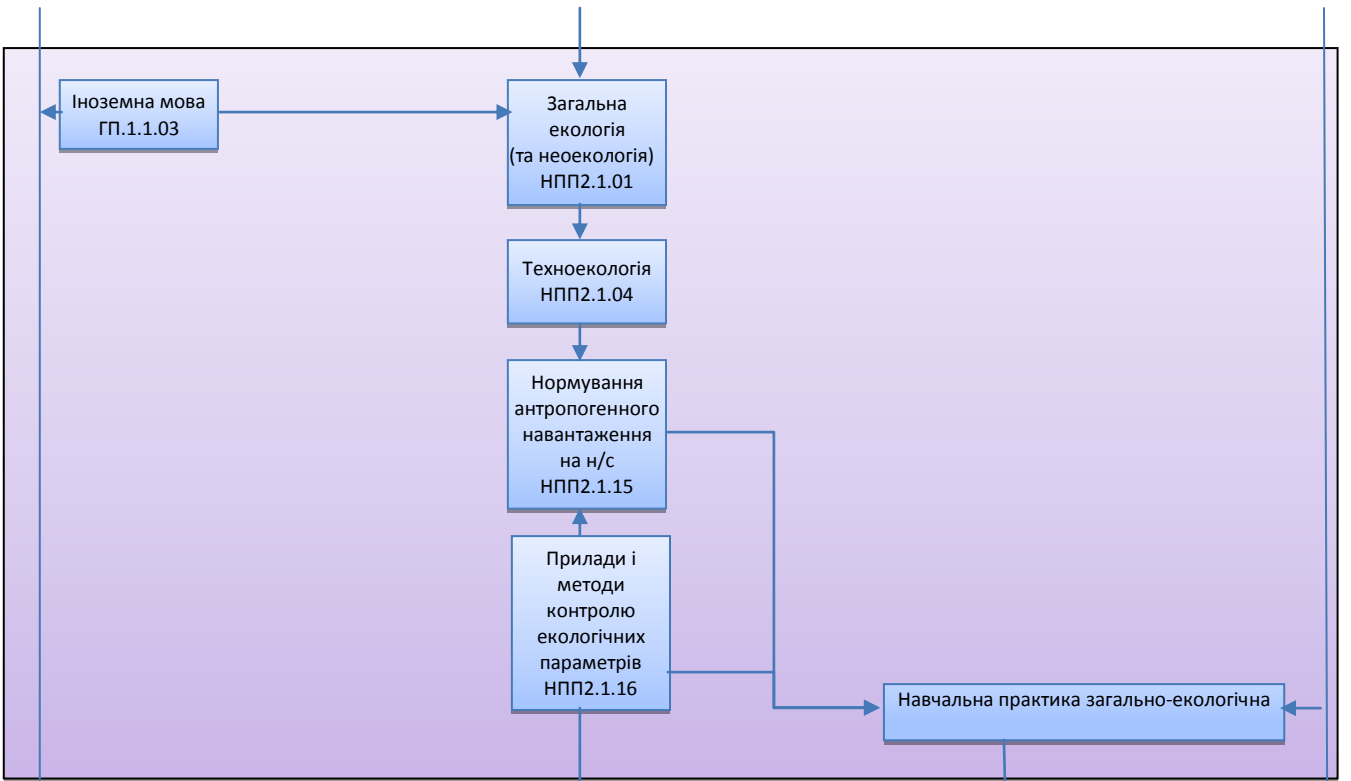 Іноземна мова
ГП.1.1.03
Загальна
екологія
(та неоекологія)
НПП2.1.01
Техноекологія
НПП2.1.04
Нормування
антропогенного
навантаження
на н/с
НПП2.1.15
Прилади і
методи
контролю
екологічних
параметрів
НПП2.1.16
Навчальна практика загально-екологічна